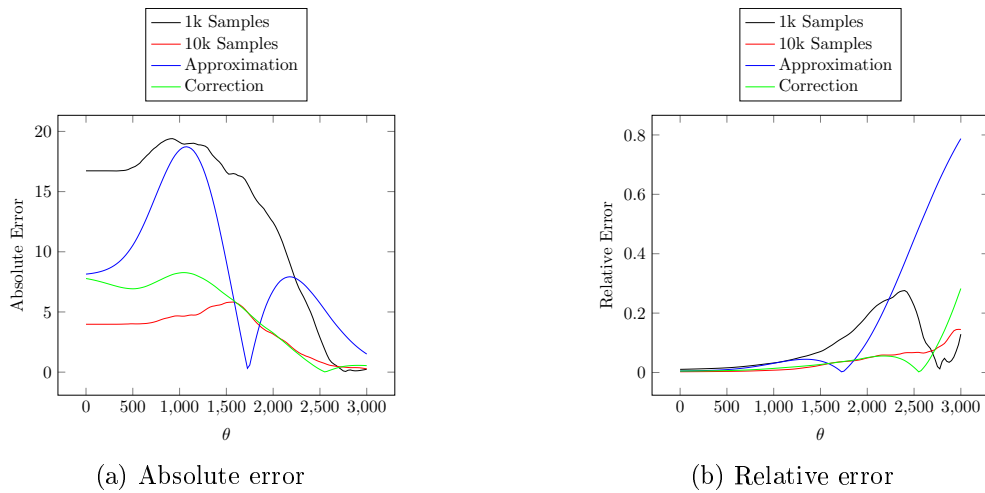 1k Samples
10k Samples
Approximation
Correction
20
15
10
5
0
Absolute Error
0 500 1,000 1,500 2,000 2,500 3,000
θ
(a) Absolute error
1k Samples
10k Samples
Approximation
Correction
0.8
0.6
0.4
0.2
0
Relative Error
0 500 1,000 1,500 2,000 2,500 3,000
θ
(b) Relative error